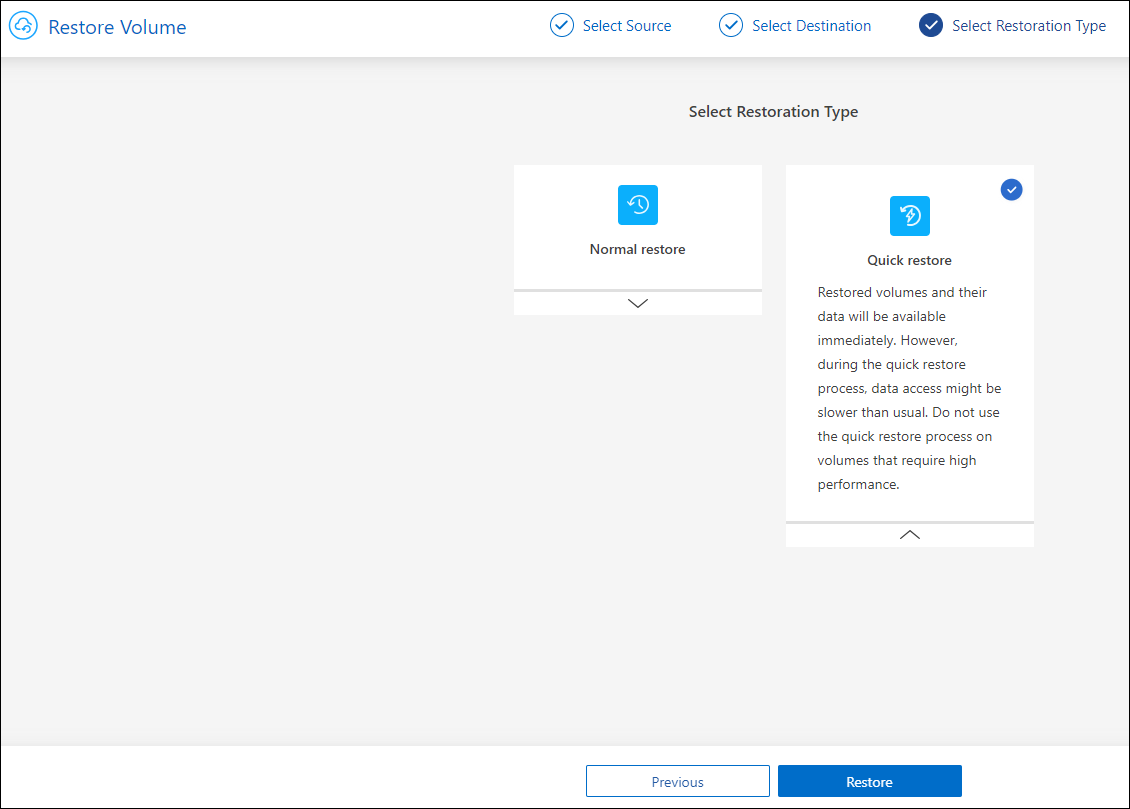 Restore Volume
Select Source
Select Destination
Select Restoration Type
Select Restoration Type
Normal restore
Quick restore
Restored volumes and their
data will be available
immediately. However,
during the quick restore
process, data access might be
slower than usual. Do not use
the quick restore process on
volumes that require high
performance.
Previous
Restore